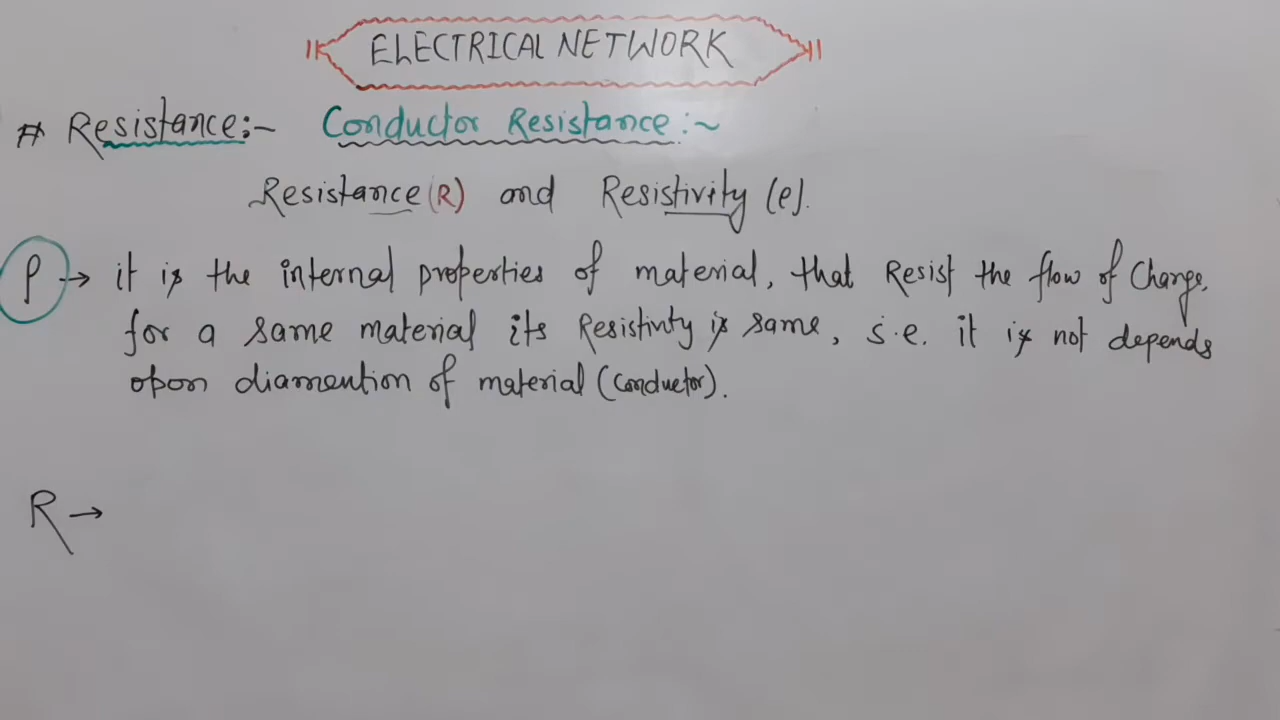 ELECTRICAL NETWORK
# Resistance:~ Conductor Resistance:~
Resistance (R) and Resistivity (ρ).
ρ → it is the internal properties of material, that Resist the flow of Charge.
for a same material its Resistivity is same, s.e. it is not depends
opon diamention of material (conductor).
R →